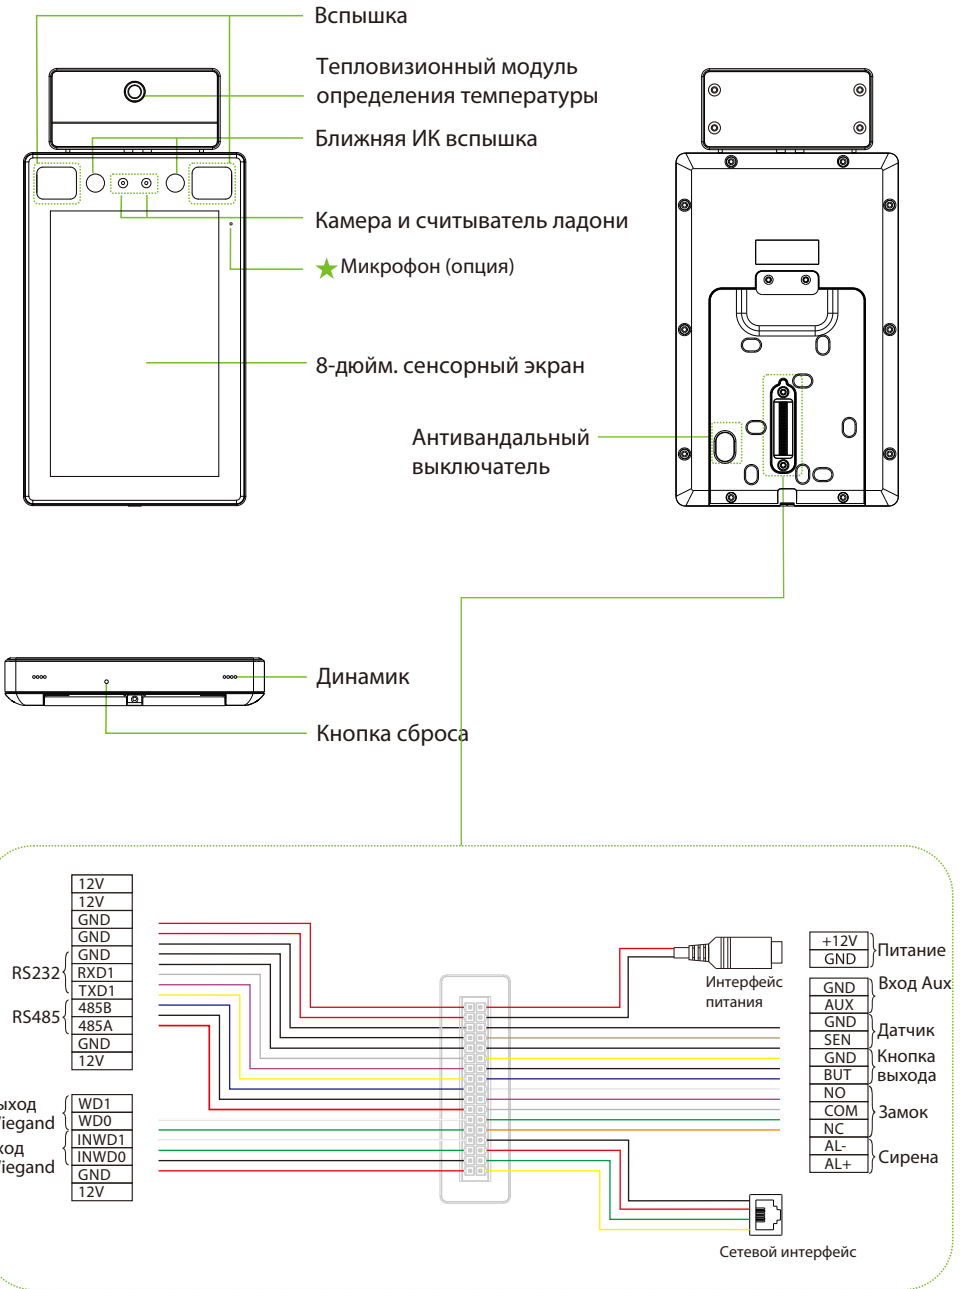 Вспышка
Тепловизионный модуль
определения температуры
Ближняя ИК вспышка
Камера и считыватель ладони
Микрофон (опция)
8-дюйм. сенсорный экран
Антивандальный
выключатель
Динамик
Кнопка сброса
12V
12V
GND
GND
GND
RXD1
TXD1
485B
485A
GND
12V
RS232
RS485
WD1
WD0
INWD1
INWD0
GND
12V
Интерфейс
питания
+12V
GND
Питание
GND
AUX
Вход Aux
GND
SEN
Датчик
GND
BUT
Кнопка
выхода
NO
COM
NC
Замок
AL-
AL+
Сирена
Сетевой интерфейс